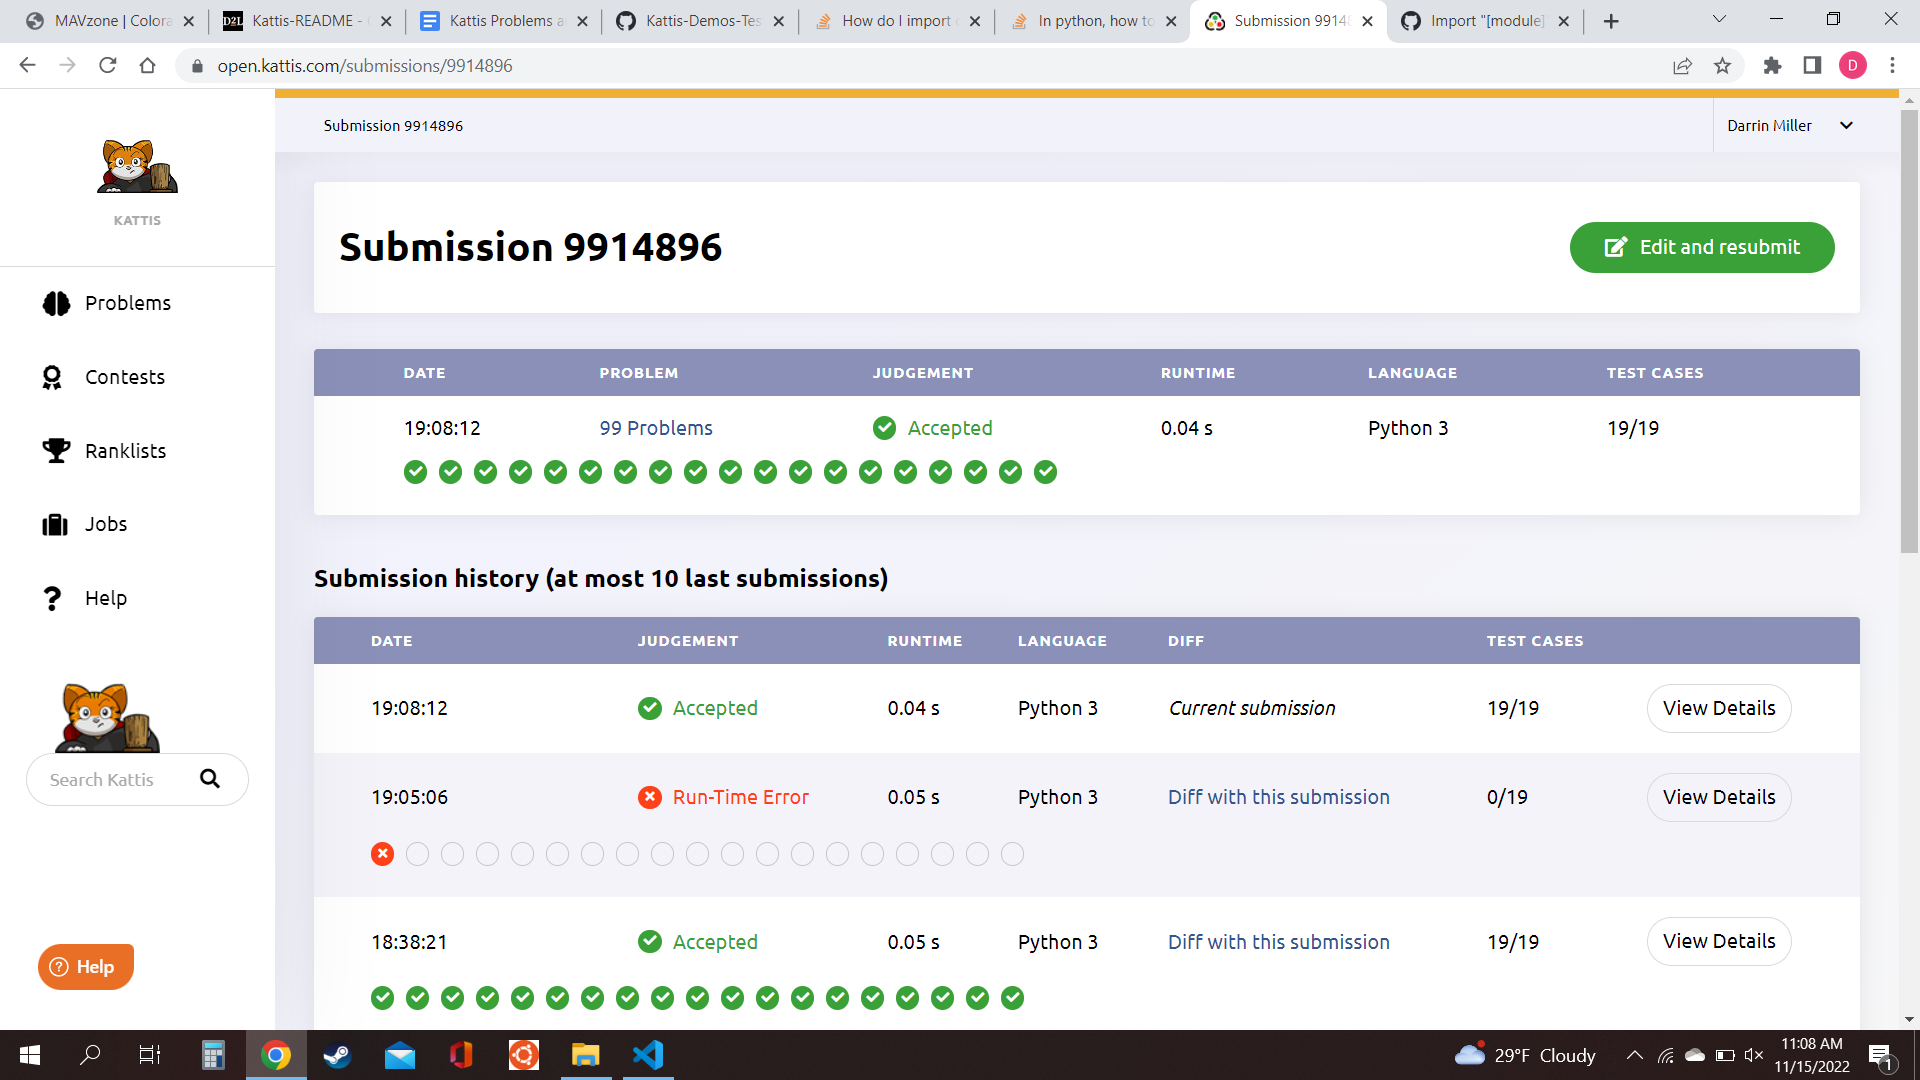 MAVzone | Colora
Kattis-README - 
Kattis Problems a
Kattis-Demos-Tes
How do I import
In python, how to
Submission 9914
Import "[module]
open.kattis.com/submissions/9914896
D
Submission 9914896
Darrin Miller
KATTIS
Submission 9914896
Edit and resubmit
Problems
Contests
Ranklists
Jobs
Help
Search Kattis
Help
DATE PROBLEM JUDGEMENT RUNTIME LANGUAGE TEST CASES
19:08:12 99 Problems Accepted 0.04 s Python 3 19/19
Submission history (at most 10 last submissions)
DATE JUDGEMENT RUNTIME LANGUAGE DIFF TEST CASES
19:08:12 Accepted 0.04 s Python 3 Current submission 19/19 View Details
19:05:06 Run-Time Error 0.05 s Python 3 Diff with this submission 0/19 View Details
18:38:21 Accepted 0.05 s Python 3 Diff with this submission 19/19 View Details
29°F Cloudy
11:08 AM
11/15/2022
1